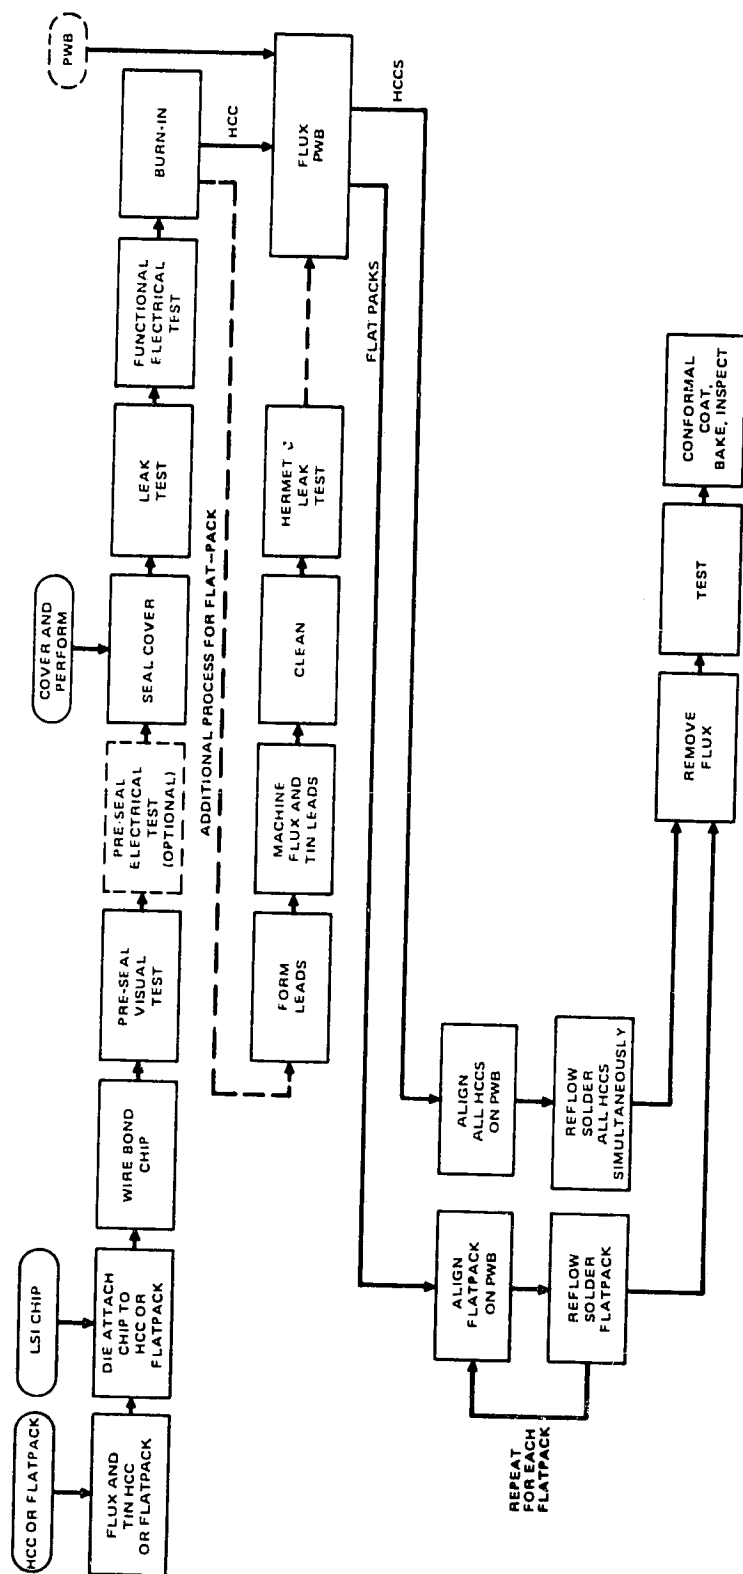 HCC OR FLATPACK
FLUX AND
TIN HCC
OR FLATPACK
LSI CHIP
DIE ATTACH
CHIP TO
HCC OR
FLATPACK
WIRE BOND
CHIP
PRE-SEAL
VISUAL
TEST
PRE-SEAL
ELECTRICAL
TEST
(OPTIONAL)
COVER AND
PERFORM
SEAL COVER
LEAK
TEST
FUNCTIONAL
ELECTRICAL
TEST
BURN-IN
PWB
HCC
ADDITIONAL PROCESS FOR FLAT-PACK
FORM
LEADS
MACHINE
FLUX AND
TIN LEADS
CLEAN
LEAK
TEST
FLUX
PWB
FLAT PACKS
HCCS
ALIGN
FLATPACK
ON PWB
REFLOW
SOLDER
FLATPACK
REPEAT
FOR EACH
FLATPACK
ALIGN
ALL HCCS
ON PWB
REFLOW
SOLDER
ALL HCCS
SIMULTANEOUSLY
REMOVE
FLUX
TEST
CONFORMAL
COAT,
BAKE, INSPECT